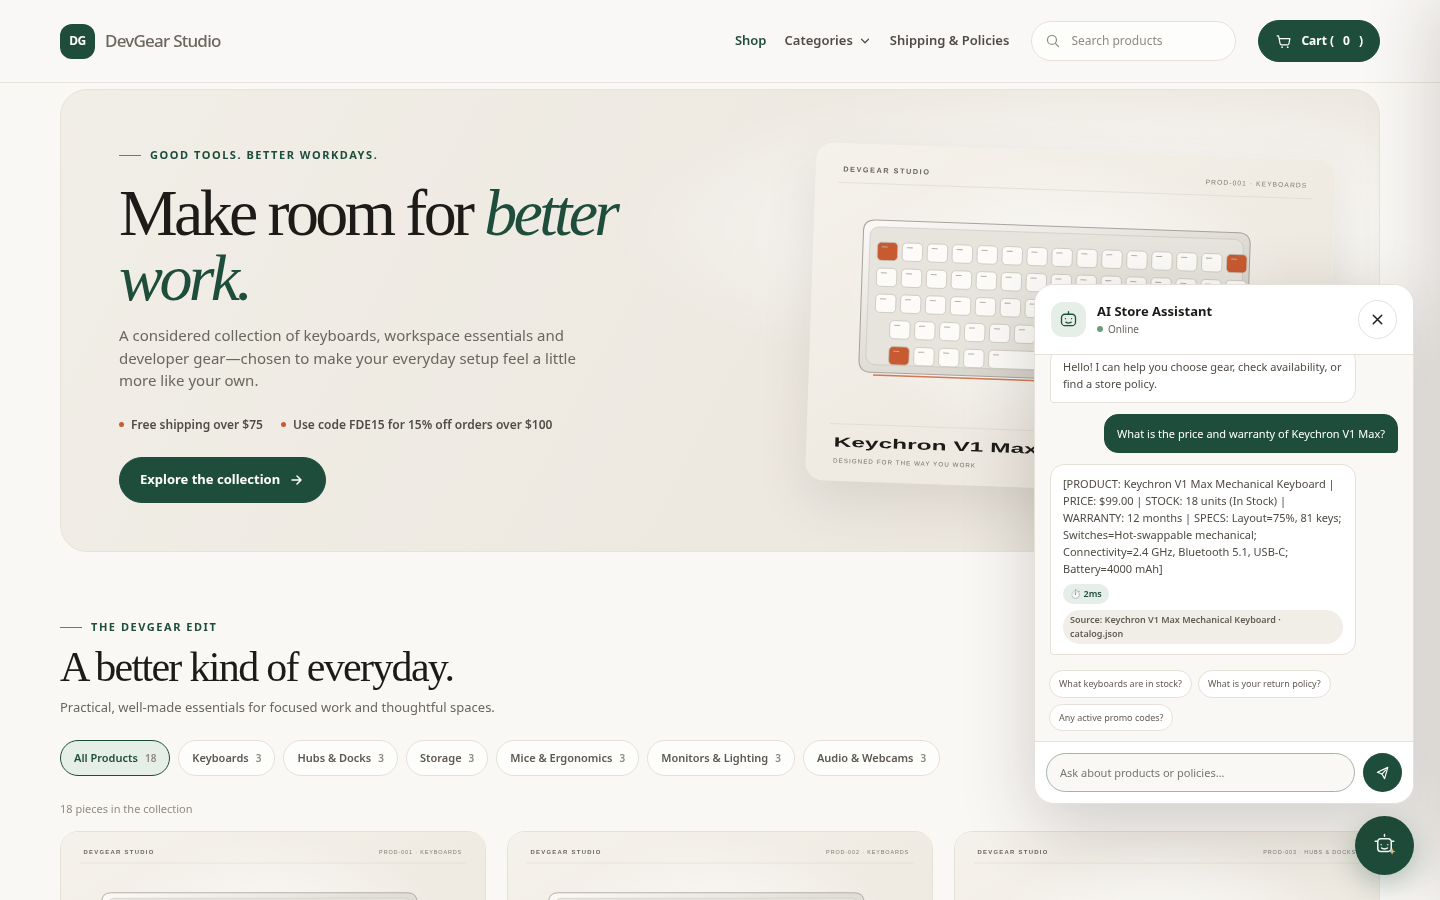 DG
DevGear Studio
Shop
Categories
Shipping & Policies
Search products
Cart ( 0 )
GOOD TOOLS. BETTER WORKDAYS.
Make room for better
work.
A considered collection of keyboards, workspace essentials and
developer gear—chosen to make your everyday setup feel a little
more like your own.
Free shipping over $75
Use code FDE15 for 15% off orders over $100
Explore the collection →
DEVGEAR STUDIO
PROD-001 · KEYBOARDS
Keychron V1 Max
DESIGNED FOR THE WAY YOU WORK
AI Store Assistant
Online
Hello! I can help you choose gear, check availability, or
find a store policy.
What is the price and warranty of Keychron V1 Max?
[PRODUCT: Keychron V1 Max Mechanical Keyboard |
PRICE: $99.00 | STOCK: 18 units (In Stock) |
WARRANTY: 12 months | SPECS: Layout=75%, 81 keys;
Switches=Hot-swappable mechanical;
Connectivity=2.4 GHz, Bluetooth 5.1, USB-C;
Battery=4000 mAh]
⏱️ 2ms
Source: Keychron V1 Max Mechanical Keyboard ·
catalog.json
What keyboards are in stock?
What is your return policy?
Any active promo codes?
Ask about products or policies...
THE DEVGEAR EDIT
A better kind of everyday.
Practical, well-made essentials for focused work and thoughtful spaces.
All Products 18
Keyboards 3
Hubs & Docks 3
Storage 3
Mice & Ergonomics 3
Monitors & Lighting 3
Audio & Webcams 3
18 pieces in the collection
DEVGEAR STUDIO
PROD-001 · KEYBOARDS
DEVGEAR STUDIO
PROD-002 · KEYBOARDS
DEVGEAR STUDIO
PROD-003 · HUBS & DOCKS